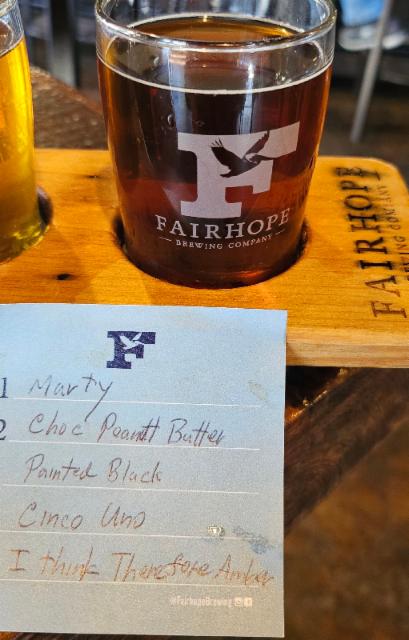 F
FAIRHOPE
BREWING COMPANY
FAIRHOPE
BREWING COMPANY
F
1 Marty
2 Choc Peanutt Butter
Painted Black
Cinco Uno
I think Therefore Amber
@FairhopeBrewing